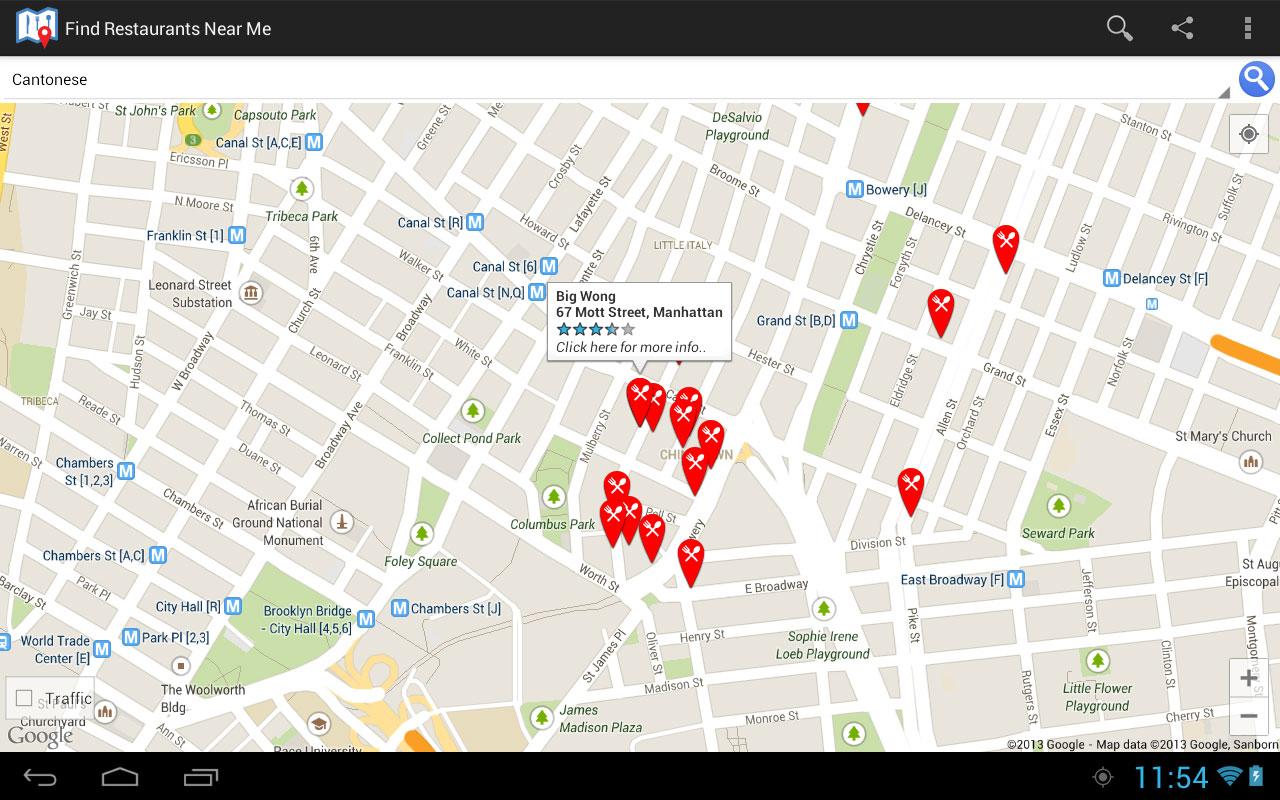 Find Restaurants Near Me
Cantonese
St John's Park
Capsouto Park
Greene St
DeSalvio
Playground
Stanton St
West St
3
Canal St [A,C,E]
Ericsson Pl
Crosby St
Lafayette St
Broome St
Bowery [J]
Suffolk St
N Moore St
Tribeca Park
Canal St [R]
Howard St
Delancey St
Rivington St
Franklin St [1]
6th Ave
LITTLE ITALY
Chrystie St
Forsyth St
Ludlow St
Greenwich St
Leonard Street
Substation
Walker St
Canal St [6]
Canal St [N,Q]
Delancey St [F]
Jay St
Church St
Broadway
Big Wong
67 Mott Street, Manhattan
Click here for more info..
Grand St [B,D]
Hudson St
W Broadway
Leonard St
Franklin St
White St
Hester St
Eldridge St
Grand St
Norfolk St
TRIBECA
Reade St
Thomas St
Broadway Ave
Collect Pond Park
Mulberry St
Allen St
Orchard St
Essex St
St Mary's Church
Warren St
Duane St
Chambers
St [1,2,3]
Chambers St
African Burial
Ground National
Monument
Columbus Park
Pell St
Foley Square
Seward Park
Division St
Chambers St [A,C]
Worth St
E Broadway
East Broadway [F]
Barclay St
Park Pl
City Hall [R]
Brooklyn Bridge
- City Hall [4,5,6]
Chambers St [J]
Jefferson St
St Aug
Episcopal
World Trade
Center [E]
Park Pl [2,3]
St James Pl
Oliver St
Henry St
Pike St
Sophie Irene
Loeb Playground
Clinton St
The Woolworth
Bldg
Madison St
Rutgers St
Little Flower
Playground
Traffic
Churchyard
Ann St
Pace University
James
Madison Plaza
Monroe St
Cherry St
+
−
Google
©2013 Google - Map data ©2013 Google, Sanborn
11:54